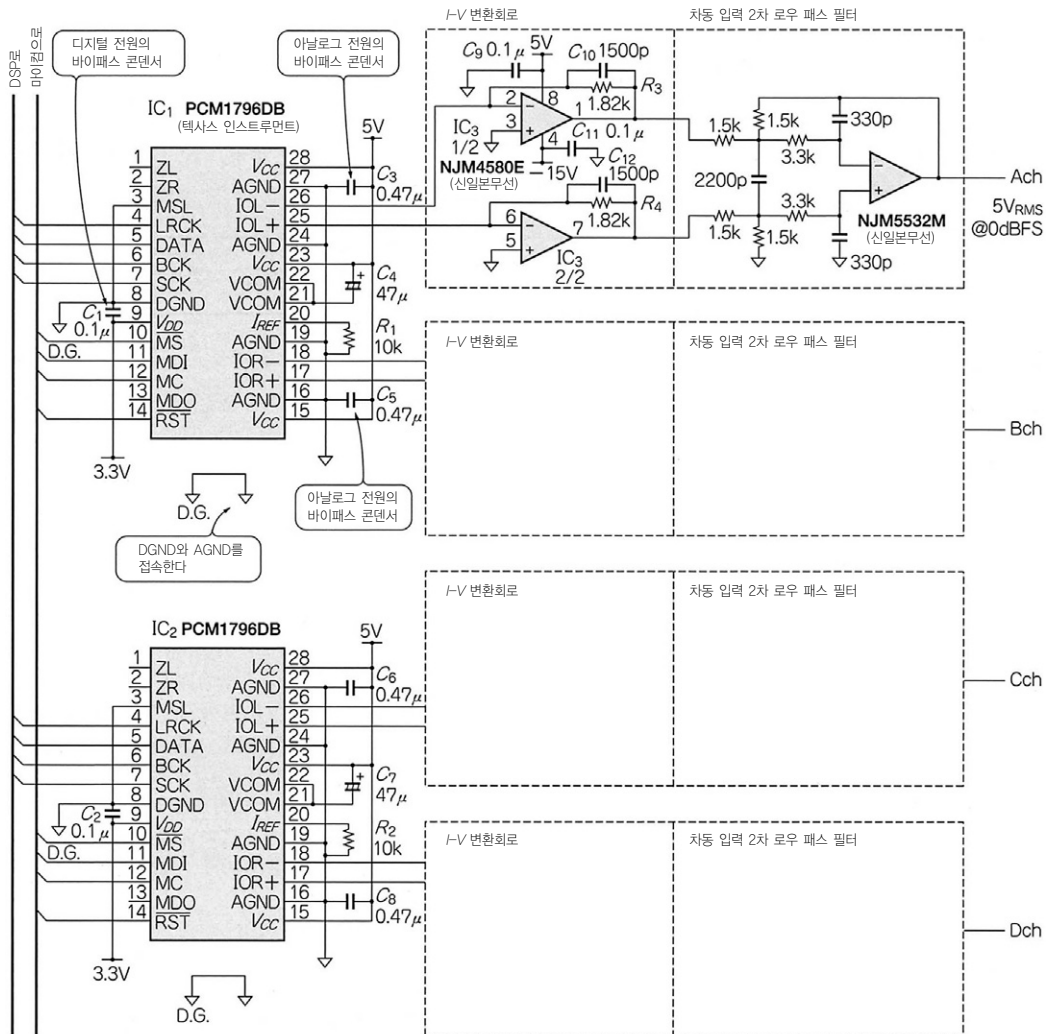 DSP로
마이컴으로
디지털 전원의
바이패스 콘덴서
아날로그 전원의
바이패스 콘덴서
IC1 PCM1796DB
(텍사스 인스트루먼트)
5V
1 ZL
2 ZR
3 MSL
4 LRCK
5 DATA
6 BCK
7 SCK
8 DGND
9 VDD
10 MS
11 MDI
12 MC
13 MDO
14 RST
VCC 28
AGND 27
IOL- 26
IOL+ 25
AGND 24
VCC 23
VCOM 22
VCOM 21
IREF 20
AGND 19
IOR- 18
IOR+ 17
AGND 16
VCC 15
C1
0.1μ
D.G.
3.3V
C3
0.47μ
C4
47μ
R1
10k
C5
0.47μ
아날로그 전원의
바이패스 콘덴서
D.G.
DGND와 AGND를
접속한다
I-V 변환회로
차동 입력 2차 로우 패스 필터
C9 0.1μ
5V
C10 1500p
R3
1.82k
2
3
8
1
4
IC3
1/2
C11 0.1μ
NJM4580E
(신일본무선)
-15V
C12
1500p
R4
1.82k
6
5
7
IC3
2/2
1.5k
1.5k
3.3k
330p
2200p
3.3k
1.5k
1.5k
330p
NJM5532M
(신일본무선)
Ach
5VRMS
@0dBFS
I-V 변환회로
차동 입력 2차 로우 패스 필터
Bch
I-V 변환회로
차동 입력 2차 로우 패스 필터
Cch
IC2 PCM1796DB
5V
1 ZL
2 ZR
3 MSL
4 LRCK
5 DATA
6 BCK
7 SCK
8 DGND
9 VDD
10 MS
11 MDI
12 MC
13 MDO
14 RST
VCC 28
AGND 27
IOL- 26
IOL+ 25
AGND 24
VCC 23
VCOM 22
VCOM 21
IREF 20
AGND 19
IOR- 18
IOR+ 17
AGND 16
VCC 15
C2
0.1μ
D.G.
3.3V
C6
0.47μ
C7
47μ
R2
10k
C8
0.47μ
D.G.
I-V 변환회로
차동 입력 2차 로우 패스 필터
Dch